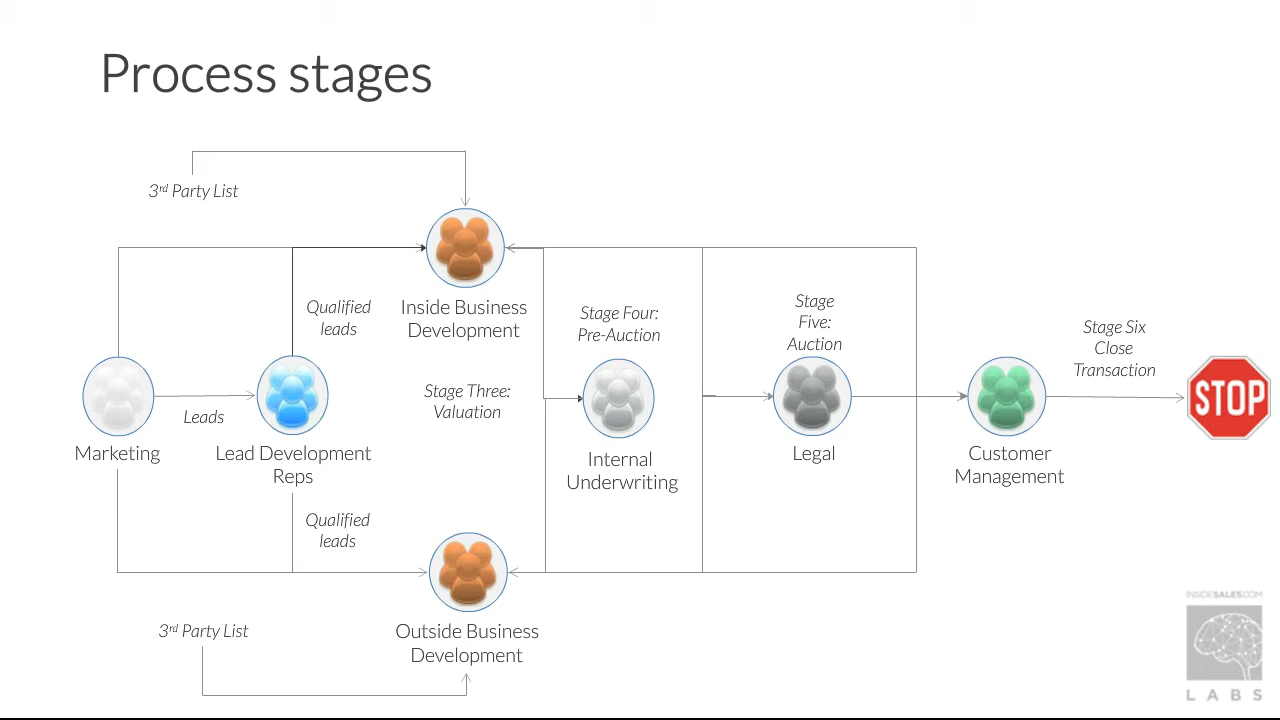 Process stages
3rd Party List
Qualified
leads
Inside Business
Development
Stage Four:
Pre-Auction
Stage
Five:
Auction
Stage Six
Close
Transaction
Stage Three:
Valuation
STOP
Leads
Marketing
Lead Development
Reps
Internal
Underwriting
Legal
Customer
Management
Qualified
leads
3rd Party List
Outside Business
Development
INSIDESALES.COM
LABS